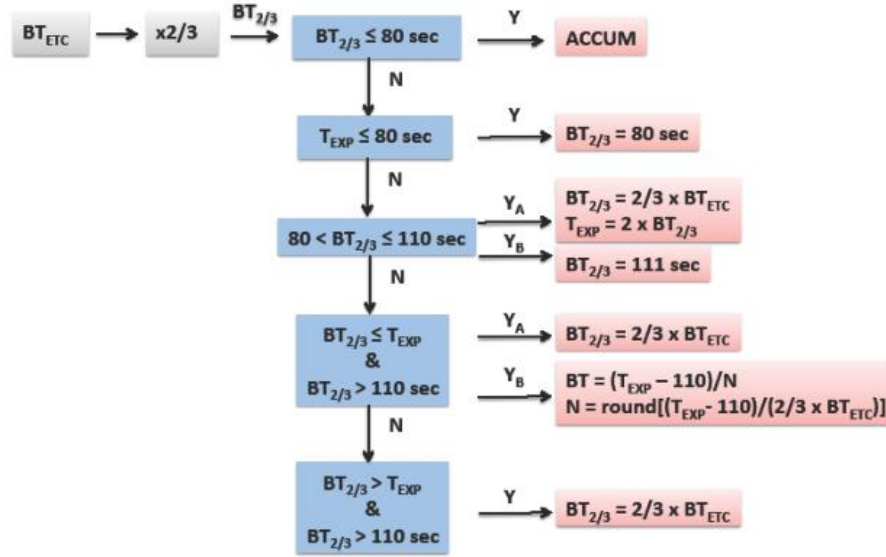 BT_ETC
x2/3
BT_2/3
BT_2/3 ≤ 80 sec
Y
ACCUM
N
T_EXP ≤ 80 sec
Y
BT_2/3 = 80 sec
N
80 < BT_2/3 ≤ 110 sec
Y_A
BT_2/3 = 2/3 x BT_ETC
T_EXP = 2 x BT_2/3
Y_B
BT_2/3 = 111 sec
N
BT_2/3 ≤ T_EXP
&
BT_2/3 > 110 sec
Y_A
BT_2/3 = 2/3 x BT_ETC
Y_B
BT = (T_EXP – 110)/N
N = round[(T_EXP- 110)/(2/3 x BT_ETC)]
N
BT_2/3 > T_EXP
&
BT_2/3 > 110 sec
Y
BT_2/3 = 2/3 x BT_ETC